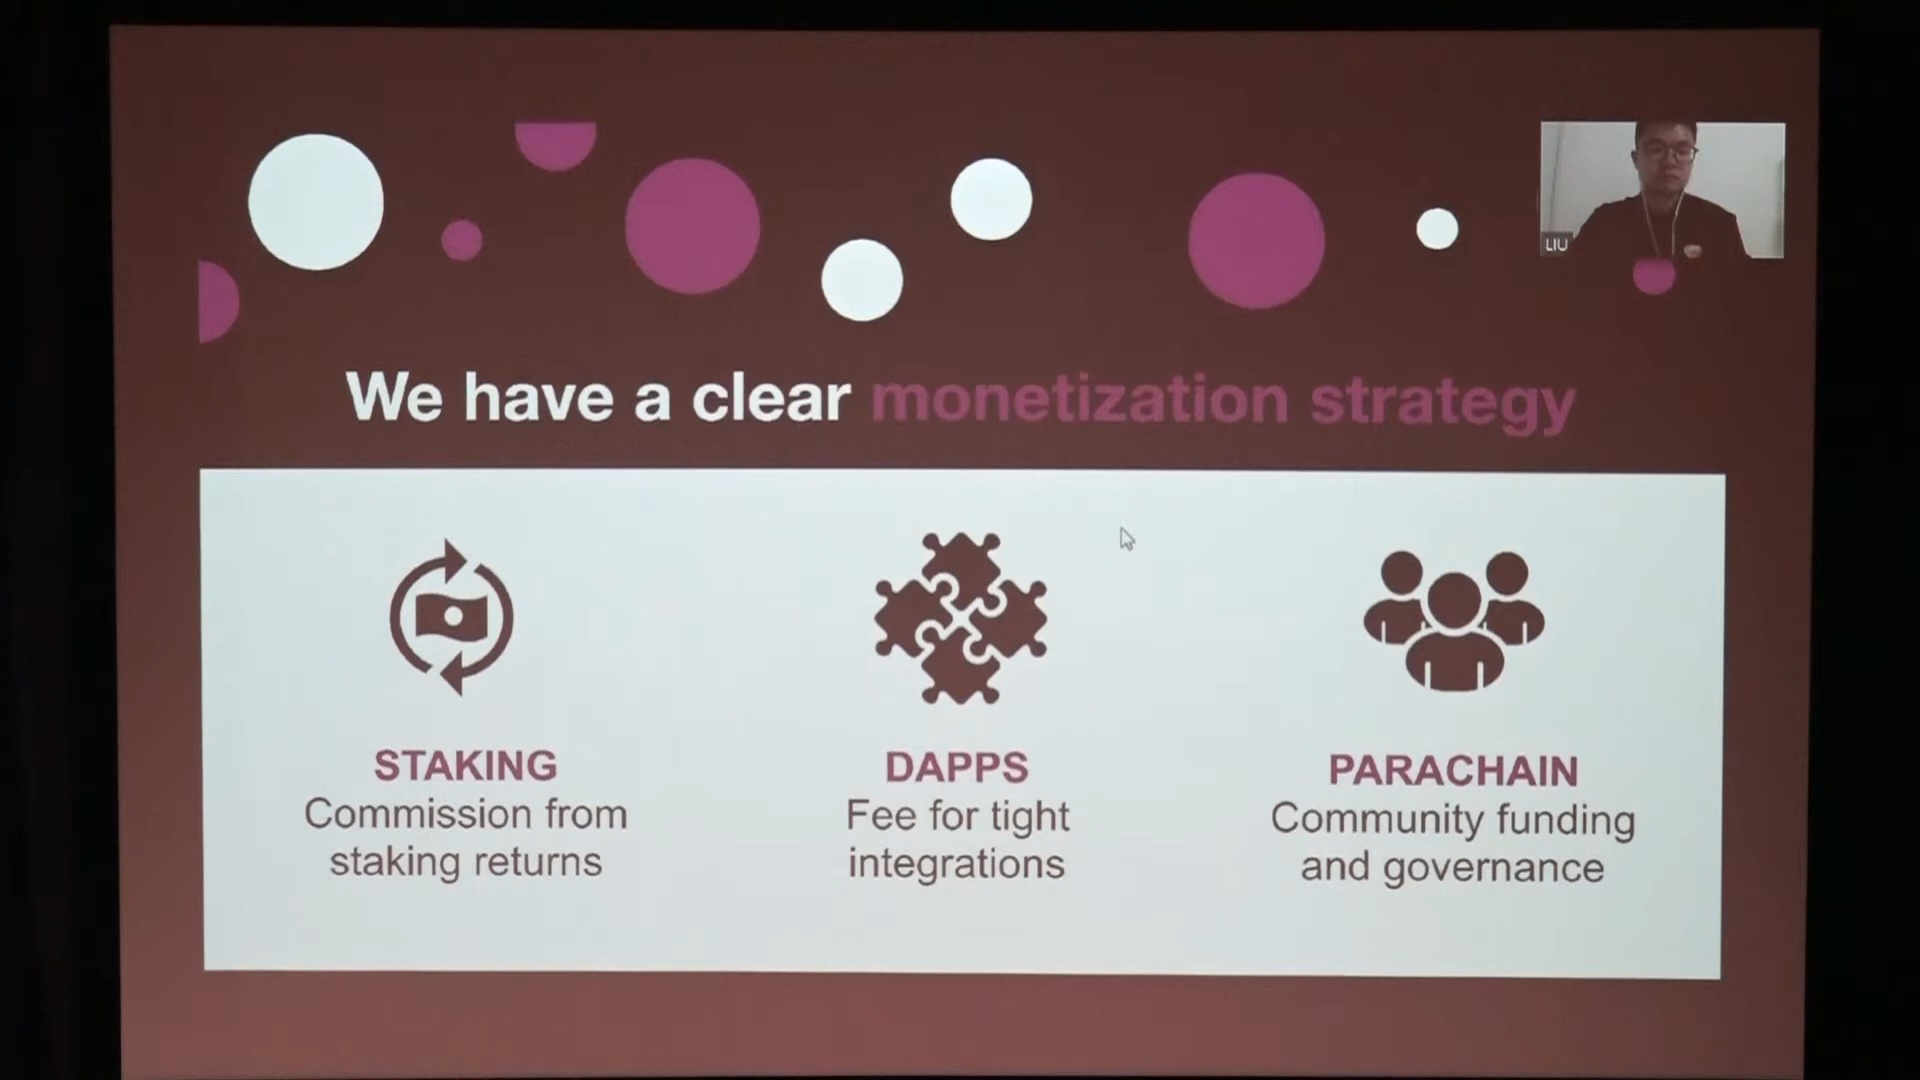 LIU
We have a clear monetization strategy
STAKING
Commission from
staking returns
DAPPS
Fee for tight
integrations
PARACHAIN
Community funding
and governance